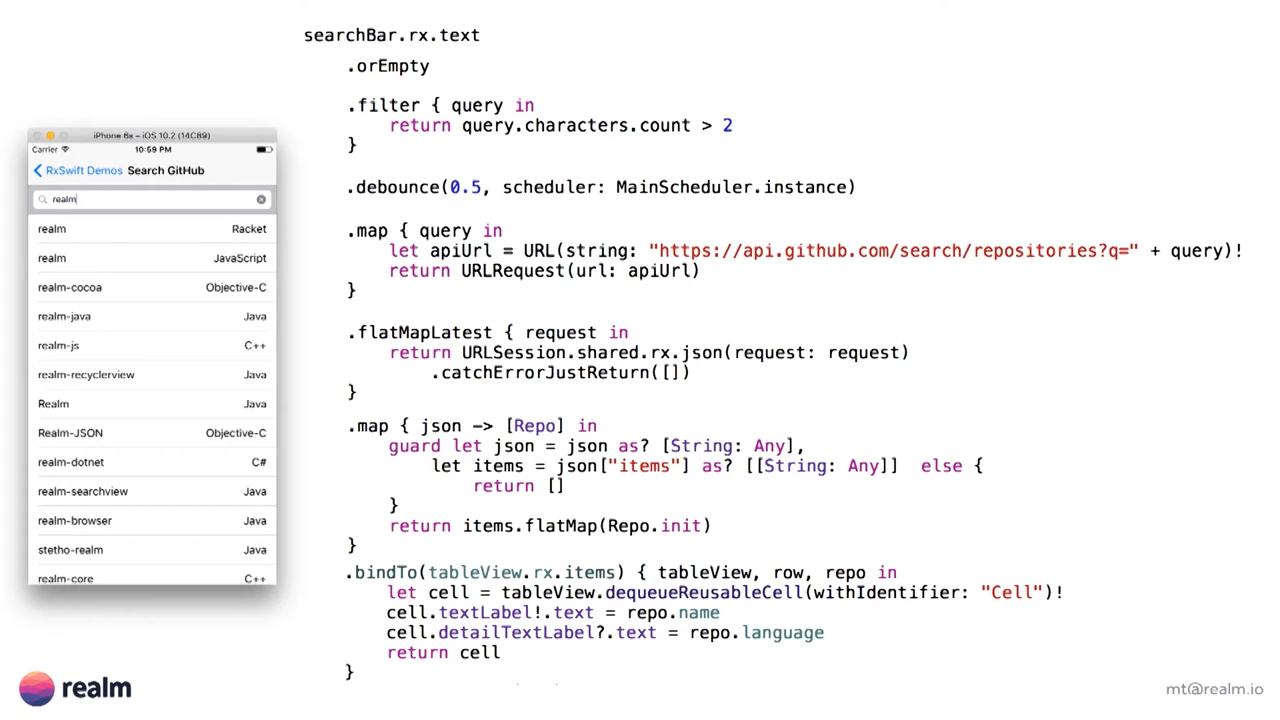 searchBar.rx.text
.orEmpty
.filter { query in
return query.characters.count > 2
}
.debounce(0.5, scheduler: MainScheduler.instance)
.map { query in
let apiUrl = URL(string: "https://api.github.com/search/repositories?q=" + query)!
return URLRequest(url: apiUrl)
}
.flatMapLatest { request in
return URLSession.shared.rx.json(request: request)
.catchErrorJustReturn([])
}
.map { json -> [Repo] in
guard let json = json as? [String: Any],
let items = json["items"] as? [[String: Any]]  else {
return []
}
return items.flatMap(Repo.init)
}
.bindTo(tableView.rx.items) { tableView, row, repo in
let cell = tableView.dequeueReusableCell(withIdentifier: "Cell")!
cell.textLabel!.text = repo.name
cell.detailTextLabel?.text = repo.language
return cell
}
iPhone 6s – iOS 10.2 (14C89)
Carrier 10:59 PM
RxSwift Demos Search GitHub
realm
realm Racket
realm JavaScript
realm-cocoa Objective-C
realm-java Java
realm-js C++
realm-recyclerview Java
Realm Java
Realm-JSON Objective-C
realm-dotnet C#
realm-searchview Java
realm-browser Java
stetho-realm Java
realm-core C++
realm
mt@realm.io